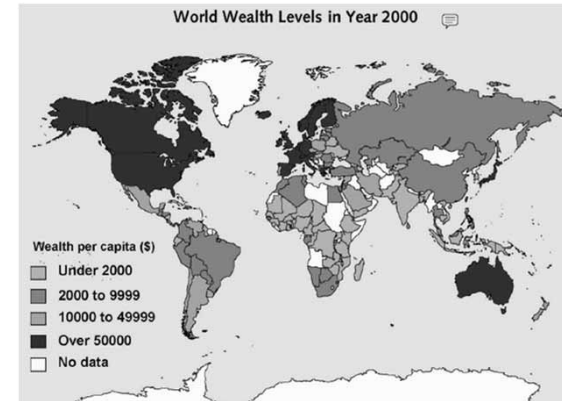 World Wealth Levels in Year 2000
Wealth per capita ($)
Under 2000
2000 to 9999
10000 to 49999
Over 50000
No data